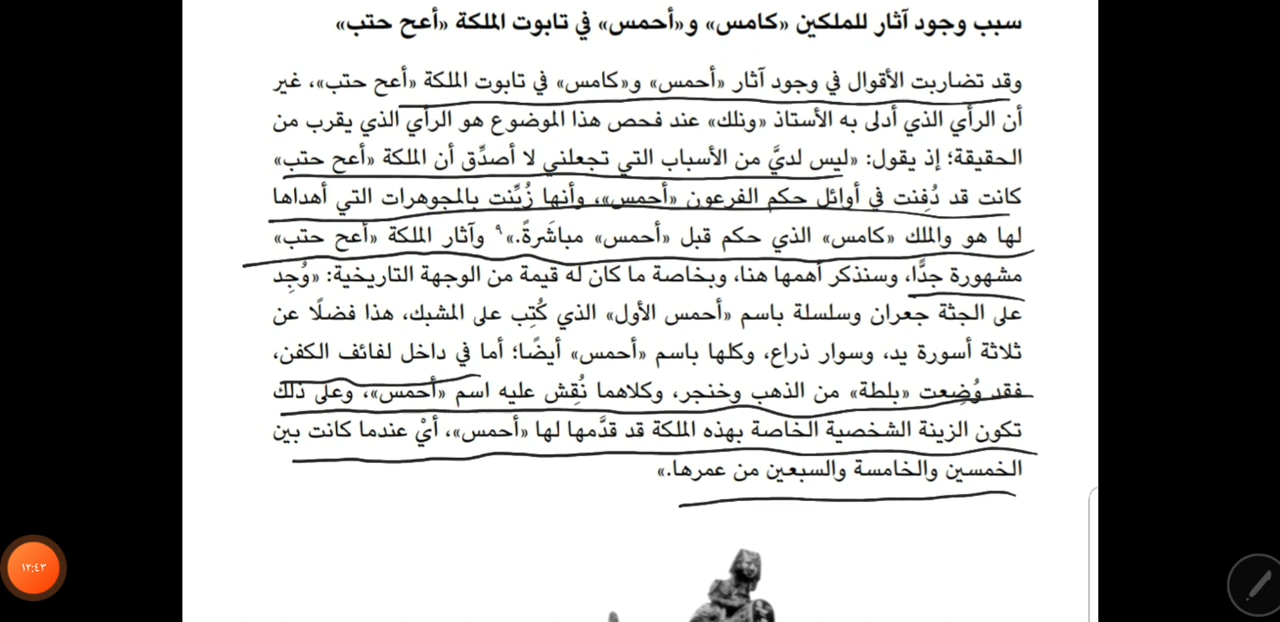 سبب وجود آثار للملكين «كامس» و«أحمس» في تابوت الملكة «أعح حتب»
وقد تضاربت الأقوال في وجود آثار «أحمس» و«كامس» في تابوت الملكة «أعح حتب»، غير
أن الرأي الذي أدلى به الأستاذ «ونلك» عند فحص هذا الموضوع هو الرأي الذي يقرب من
الحقيقة؛ إذ يقول: «ليس لديَّ من الأسباب التي تجعلني لا أصدِّق أن الملكة «أعح حتب»
كانت قد دُفِنت في أوائل حكم الفرعون «أحمس»، وأنها زُيِّنت بالمجوهرات التي أهداها
لها هو والملك «كامس» الذي حكم قبل «أحمس» مباشَرةً.»٩ وآثار الملكة «أعح حتب»
مشهورة جدًّا، وسنذكر أهمها هنا، وبخاصة ما كان له قيمة من الوجهة التاريخية: «وُجِد
على الجثة جعران وسلسلة باسم «أحمس الأول» الذي كُتِب على المشبك، هذا فضلًا عن
ثلاثة أسورة يد، وسوار ذراع، وكلها باسم «أحمس» أيضًا؛ أما في داخل لفائف الكفن،
فقد وُضِعت «بلطة» من الذهب وخنجر، وكلاهما نُقِش عليه اسم «أحمس»، وعلى ذلك
تكون الزينة الشخصية الخاصة بهذه الملكة قد قدَّمها لها «أحمس»، أيْ عندما كانت بين
الخمسين والخامسة والسبعين من عمرها.»
١٢:٤٣